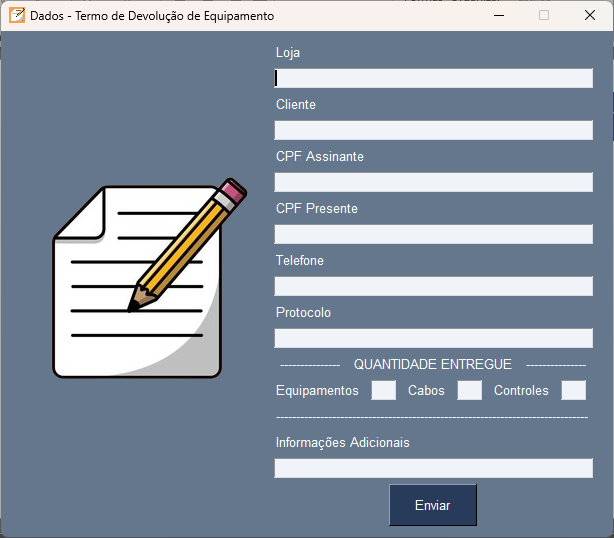 Dados - Termo de Devolução de Equipamento
Loja
Cliente
CPF Assinante
CPF Presente
Telefone
Protocolo
--------------- QUANTIDADE ENTREGUE ---------------
Equipamentos Cabos Controles
------------------------------------------------------------------------------
Informações Adicionais
Enviar